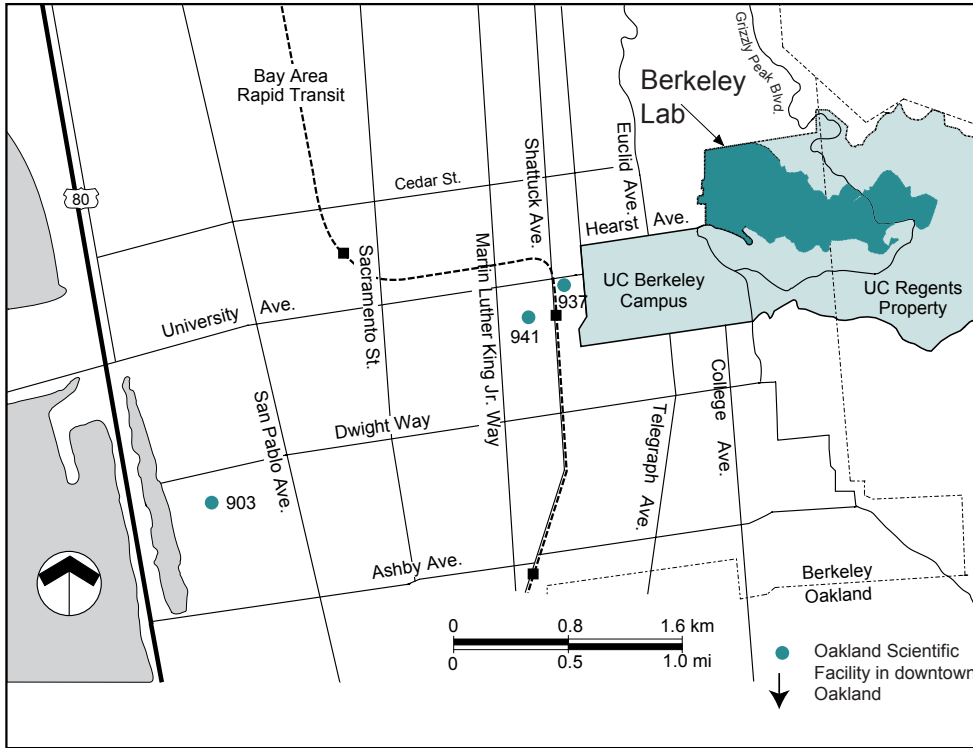 Grizzly Peak Blvd.
Bay Area
Rapid Transit
Berkeley
Lab
Shattuck Ave.
Euclid Ave.
Cedar St.
80
Hearst Ave.
Sacramento St.
Martin Luther King Jr. Way
UC Berkeley
Campus
UC Regents
Property
937
941
University Ave.
San Pablo Ave.
Dwight Way
College Ave.
Telegraph Ave.
903
Ashby Ave.
Berkeley
Oakland
0 0.8 1.6 km
0 0.5 1.0 mi
Oakland Scientific
Facility in downtown
Oakland